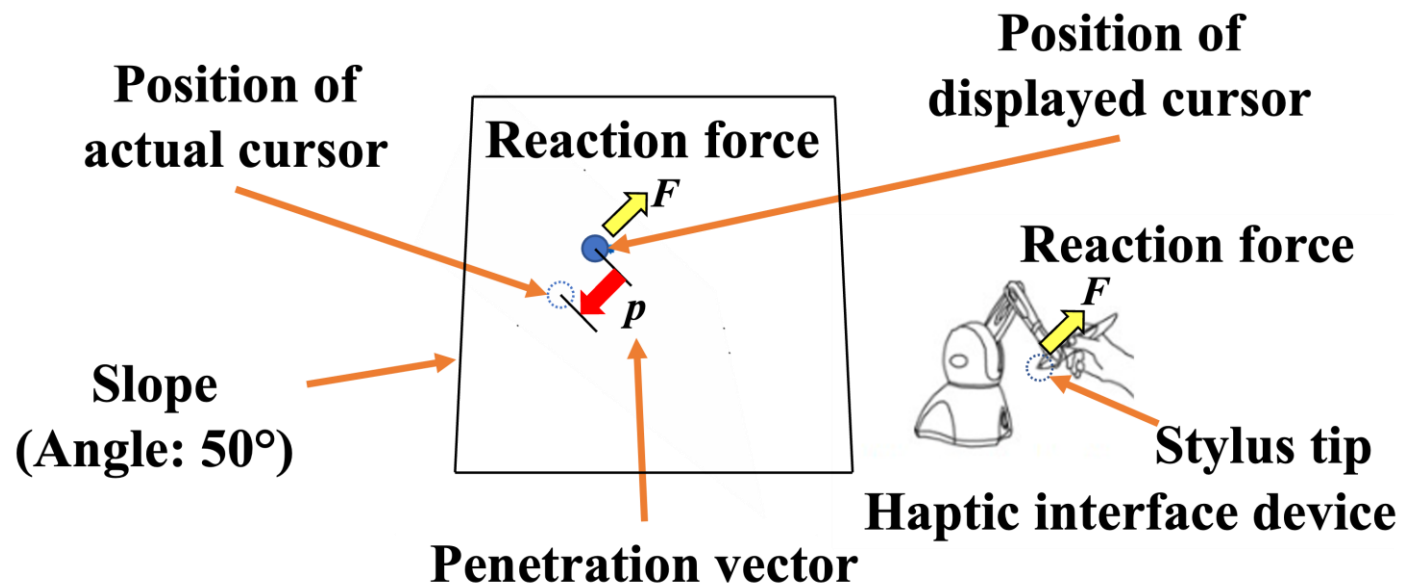 Position of
actual cursor
Position of
displayed cursor
Reaction force
F
Reaction force
F
p
Slope
(Angle: 50°)
Stylus tip
Haptic interface device
Penetration vector